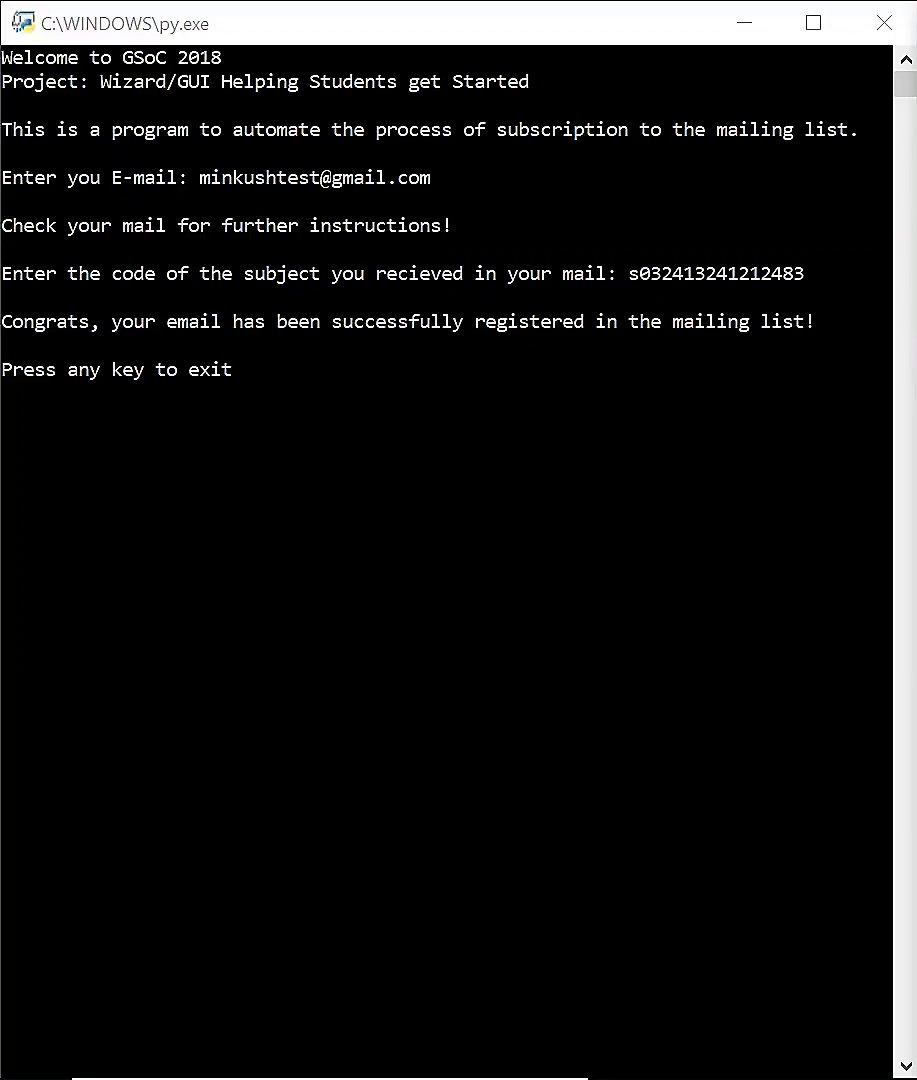 C:\WINDOWS\py.exe
Welcome to GSoC 2018
Project: Wizard/GUI Helping Students get Started
This is a program to automate the process of subscription to the mailing list.
Enter you E-mail: minkushtest@gmail.com
Check your mail for further instructions!
Enter the code of the subject you recieved in your mail: s032413241212483
Congrats, your email has been successfully registered in the mailing list!
Press any key to exit